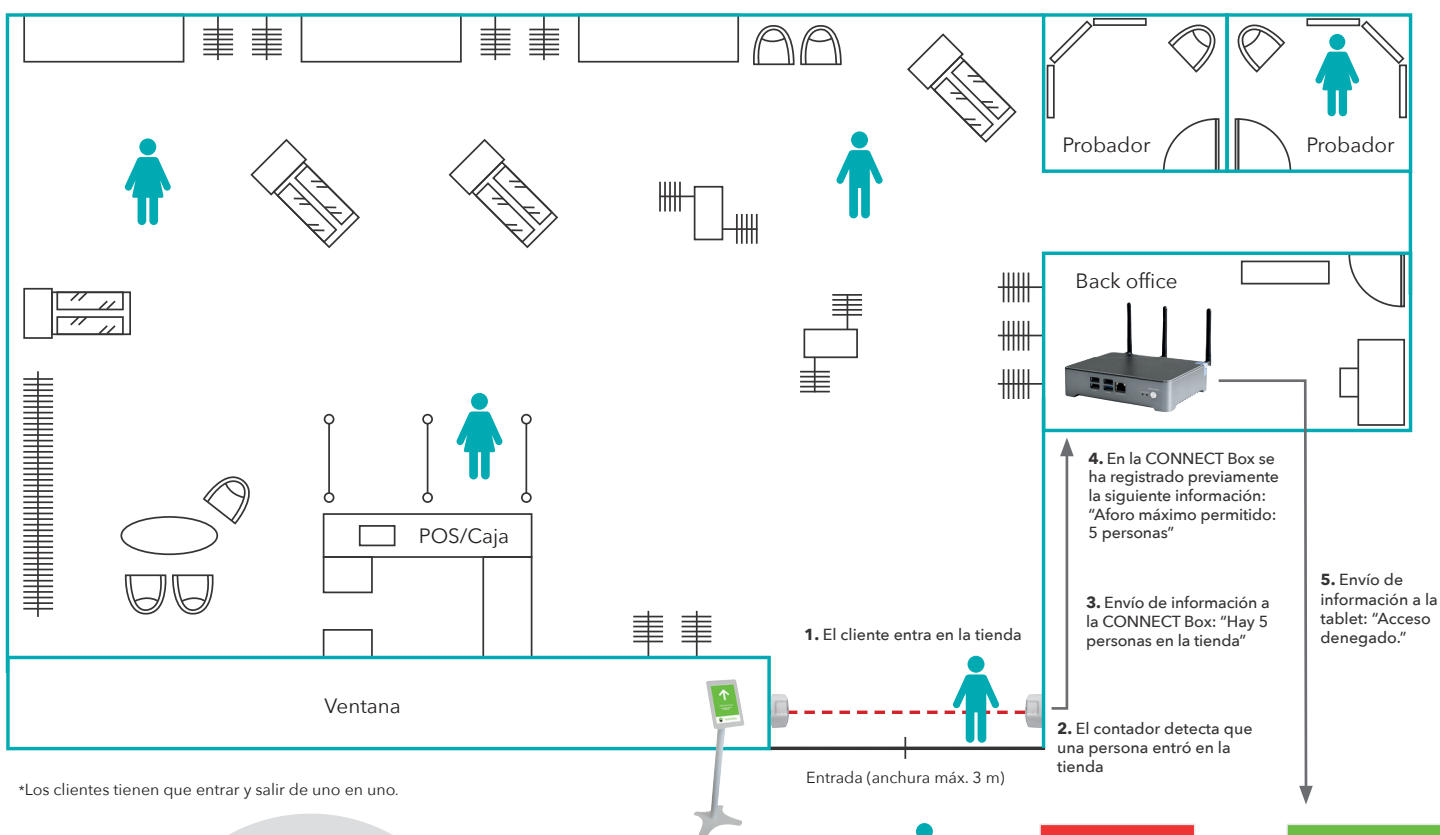 Probador
Probador
Back office
4. En la CONNECT Box se
ha registrado previamente
la siguiente información:
“Aforo máximo permitido:
5 personas”
POS/Caja
5. Envío de
información a la
tablet: “Acceso
denegado.”
3. Envío de información a
la CONNECT Box: “Hay 5
personas en la tienda”
1. El cliente entra en la tienda
Ventana
2. El contador detecta que
una persona entró en la
tienda
Entrada (anchura máx. 3 m)
*Los clientes tienen que entrar y salir de uno en uno.